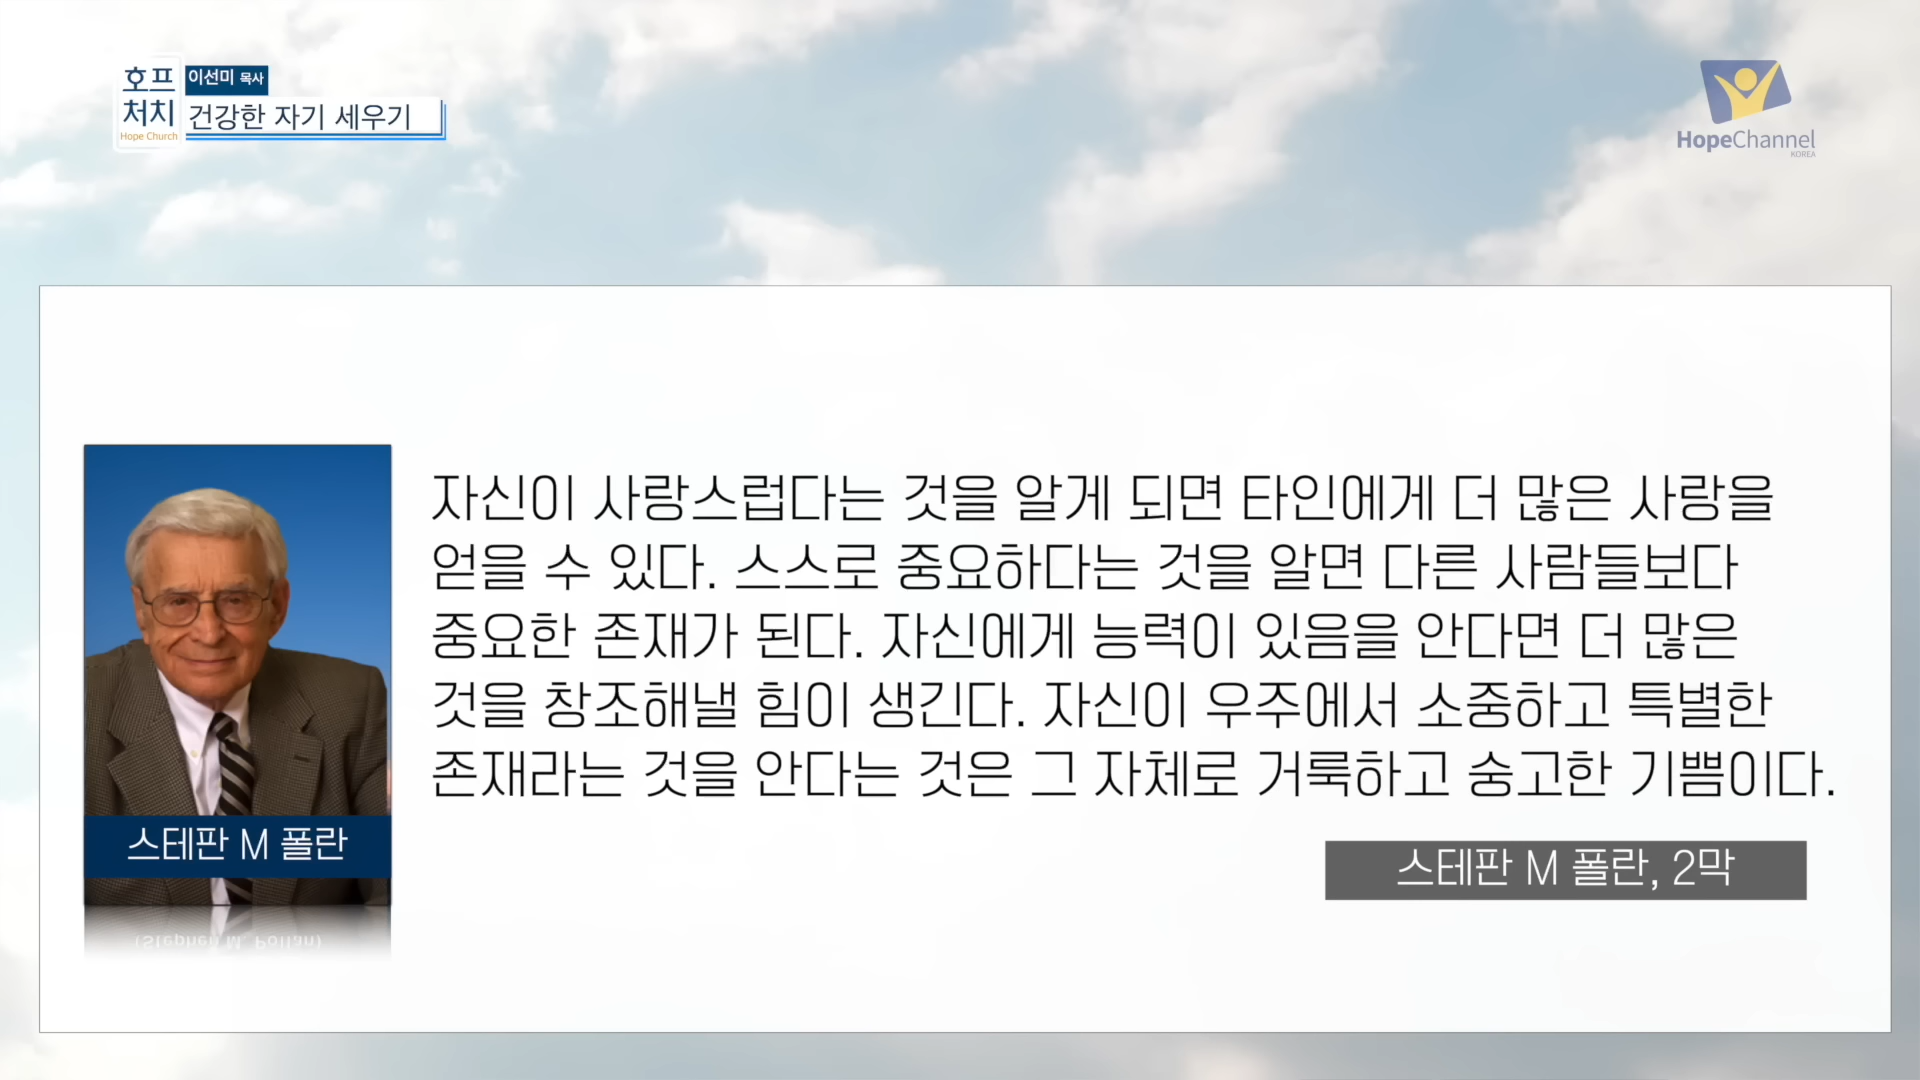 호프
처치
Hope Church
이선미 목사
건강한 자기 세우기
HopeChannel
KOREA
자신이 사랑스럽다는 것을 알게 되면 타인에게 더 많은 사랑을
얻을 수 있다. 스스로 중요하다는 것을 알면 다른 사람들보다
중요한 존재가 된다. 자신에게 능력이 있음을 안다면 더 많은
것을 창조해낼 힘이 생긴다. 자신이 우주에서 소중하고 특별한
존재라는 것을 안다는 것은 그 자체로 거룩하고 숭고한 기쁨이다.
스테판 M 폴란
(Stephen M. Pollan)
스테판 M 폴란, 2막